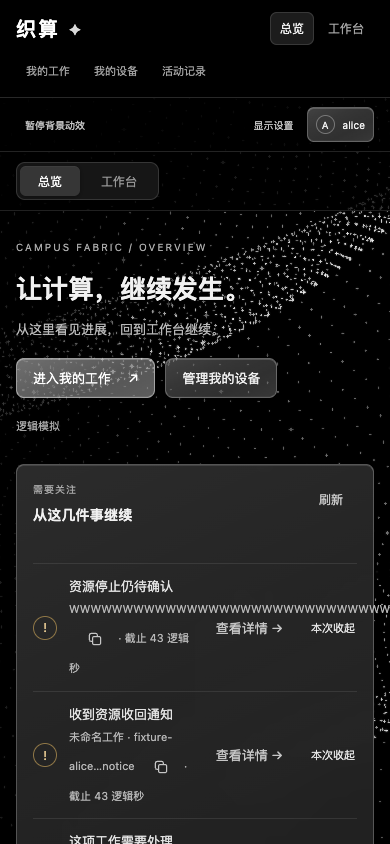 织算
总览
工作台
我的工作
我的设备
活动记录
暂停背景动效
显示设置
A
alice
总览
工作台
CAMPUS FABRIC / OVERVIEW
让计算，继续发生。
从这里看见进展，回到工作台继续。
进入我的工作 ↗
管理我的设备
逻辑模拟
需要关注
从这几件事继续
刷新
资源停止仍待确认
! 
· 截止 43 逻辑
秒
查看详情 →
本次收起
收到资源收回通知
未命名工作 · fixture-
!
alice...notice ·
截止 43 逻辑秒
查看详情 →
本次收起
这项工作需要处理